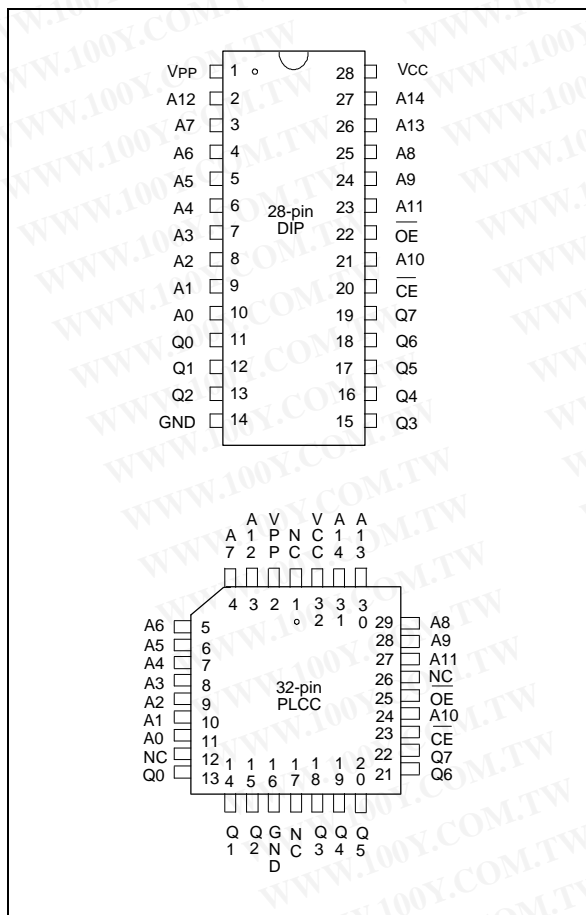 VPP 1 28 VCC
A12 2 27 A14
A7 3 26 A13
A6 4 25 A8
A5 5 24 A9
A4 6 23 A11
28-pin
DIP
A3 7 22 OE
A2 8 21 A10
A1 9 20 CE
A0 10 19 Q7
Q0 11 18 Q6
Q1 12 17 Q5
Q2 13 16 Q4
GND 14 15 Q3
A7 A12 VPP NC VCC A14 A13
4 3 2 1 32 31 30
A6 5 29 A8
A5 6 28 A9
A4 7 27 A11
A3 8 26 NC
A2 9 25 OE
A1 10 24 A10
A0 11 23 CE
NC 12 22 Q7
Q0 13 21 Q6
32-pin
PLCC
14 15 16 17 18 19 20
Q1 Q2 GND NC Q3 Q4 Q5
WWW.100Y.COM.TW